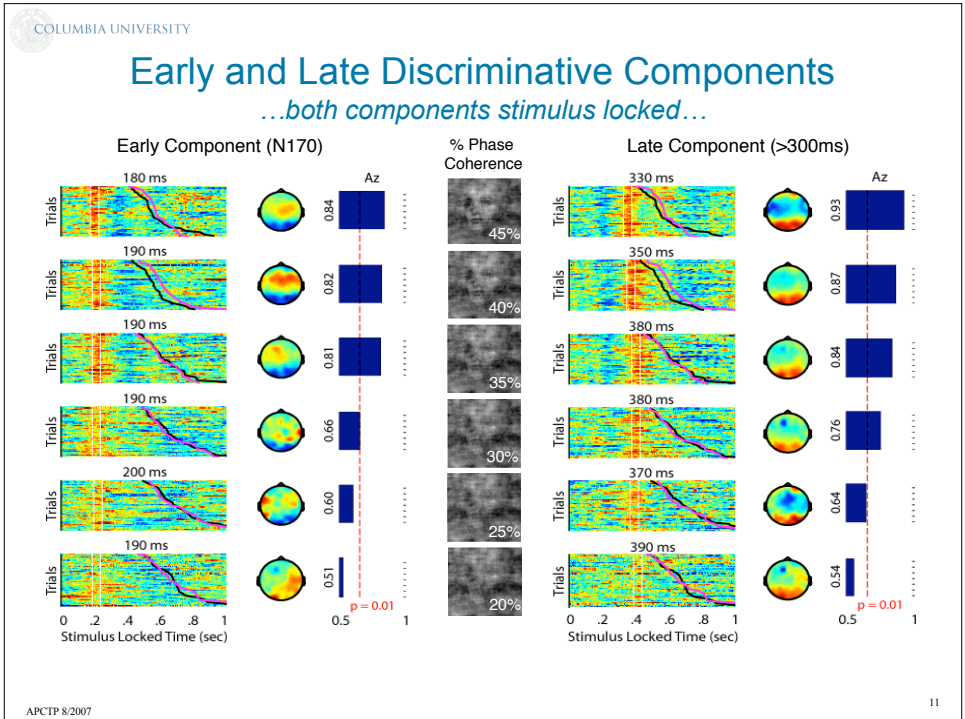 COLUMBIA UNIVERSITY
Early and Late Discriminative Components
…both components stimulus locked…
Early Component (N170)
180 ms
Az
Trials
0.84
190 ms
Trials
0.82
190 ms
Trials
0.81
190 ms
Trials
0.66
200 ms
Trials
0.60
190 ms
Trials
0.51
p = 0.01
0 .2 .4 .6 .8 1
0.5 1
Stimulus Locked Time (sec)
% Phase
Coherence
45%
40%
35%
30%
25%
20%
Late Component (>300ms)
330 ms
Az
Trials
0.93
350 ms
Trials
0.87
380 ms
Trials
0.84
380 ms
Trials
0.76
370 ms
Trials
0.64
390 ms
Trials
0.54
p = 0.01
0 .2 .4 .6 .8 1
0.5 1
Stimulus Locked Time (sec)
APCTP 8/2007
11